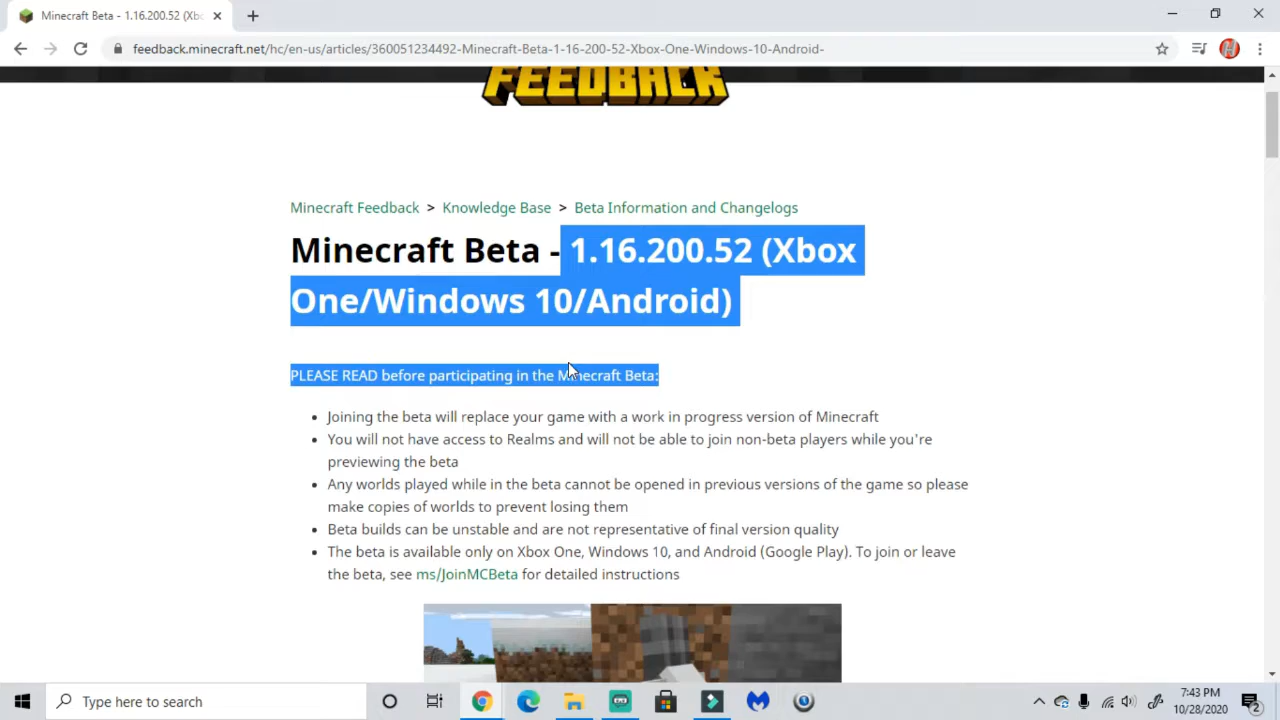 Minecraft Beta - 1.16.200.52 (Xbo
feedback.minecraft.net/hc/en-us/articles/360051234492-Minecraft-Beta-1-16-200-52-Xbox-One-Windows-10-Android-
FEEDBACK
Minecraft Feedback > Knowledge Base > Beta Information and Changelogs
Minecraft Beta - 1.16.200.52 (Xbox
One/Windows 10/Android)
PLEASE READ before participating in the Minecraft Beta:
• Joining the beta will replace your game with a work in progress version of Minecraft
• You will not have access to Realms and will not be able to join non-beta players while you're
previewing the beta
• Any worlds played while in the beta cannot be opened in previous versions of the game so please
make copies of worlds to prevent losing them
• Beta builds can be unstable and are not representative of final version quality
• The beta is available only on Xbox One, Windows 10, and Android (Google Play). To join or leave
the beta, see ms/JoinMCBeta for detailed instructions
Type here to search
7:43 PM
10/28/2020
2